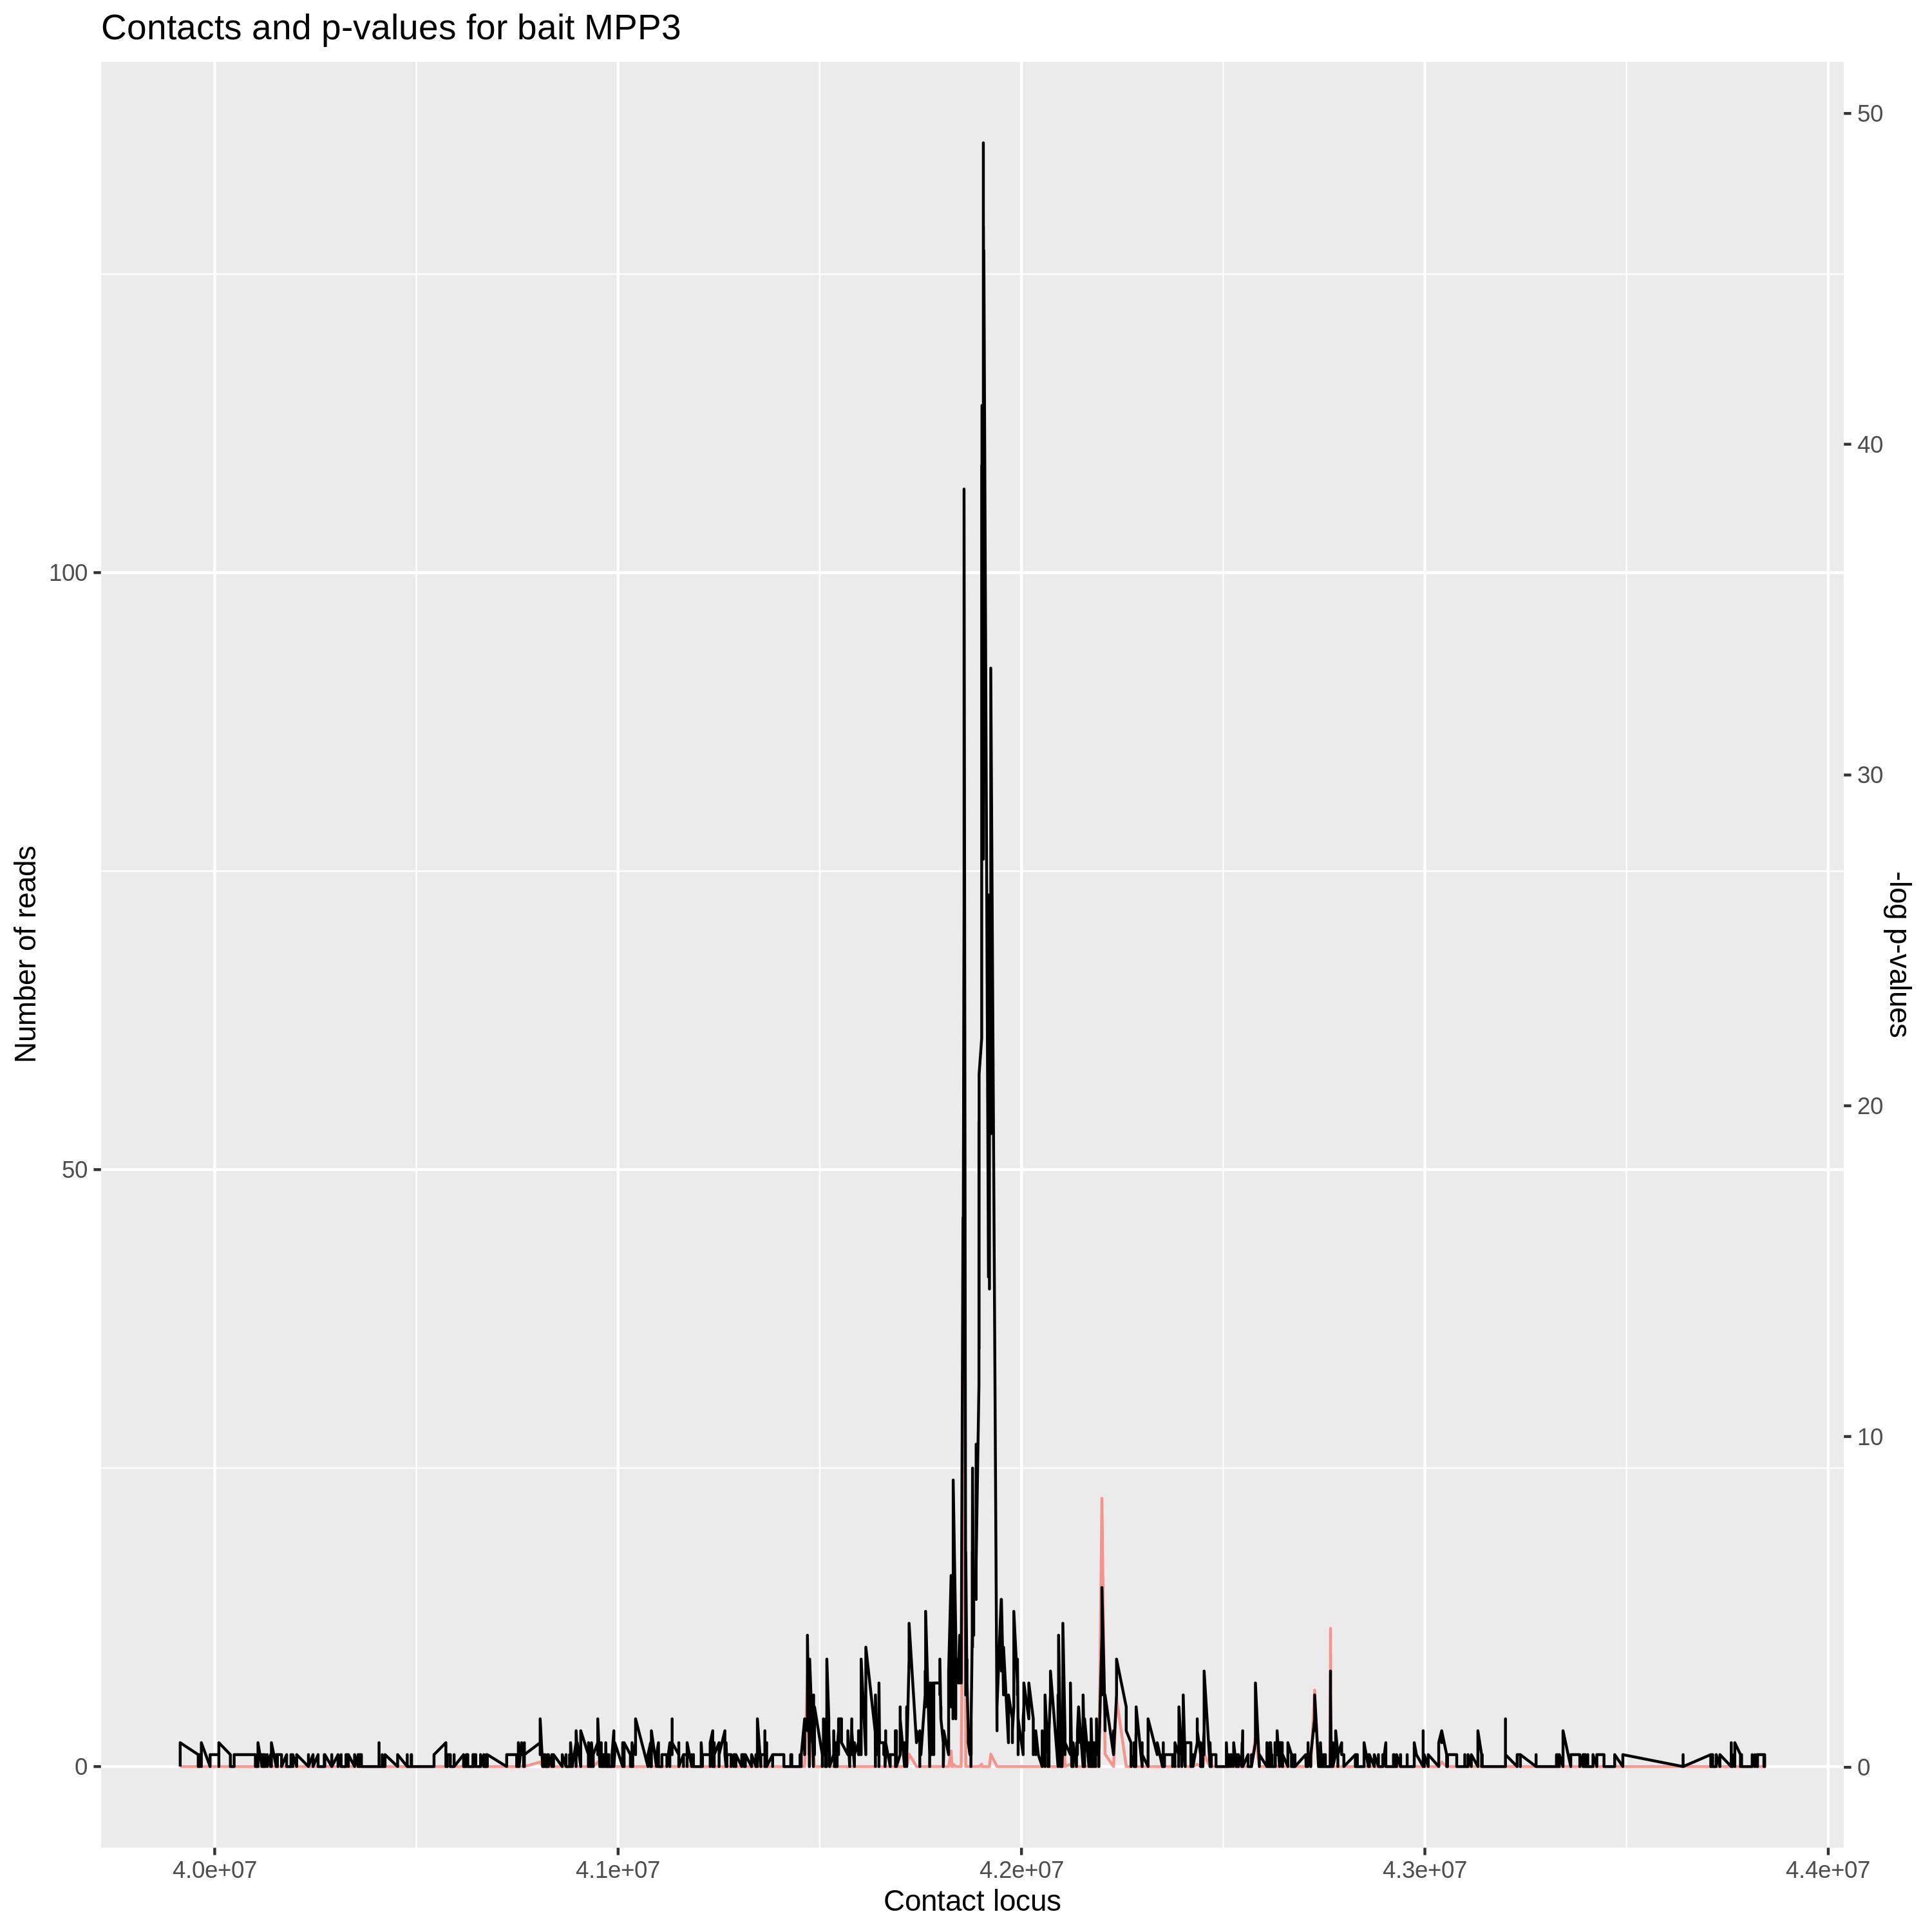 Contacts and p-values for bait MPP3
Number of reads
100
50
0
50
40
30
20
10
0
-log p-values
4.0e+07 4.1e+07 4.2e+07 4.3e+07 4.4e+07
Contact locus